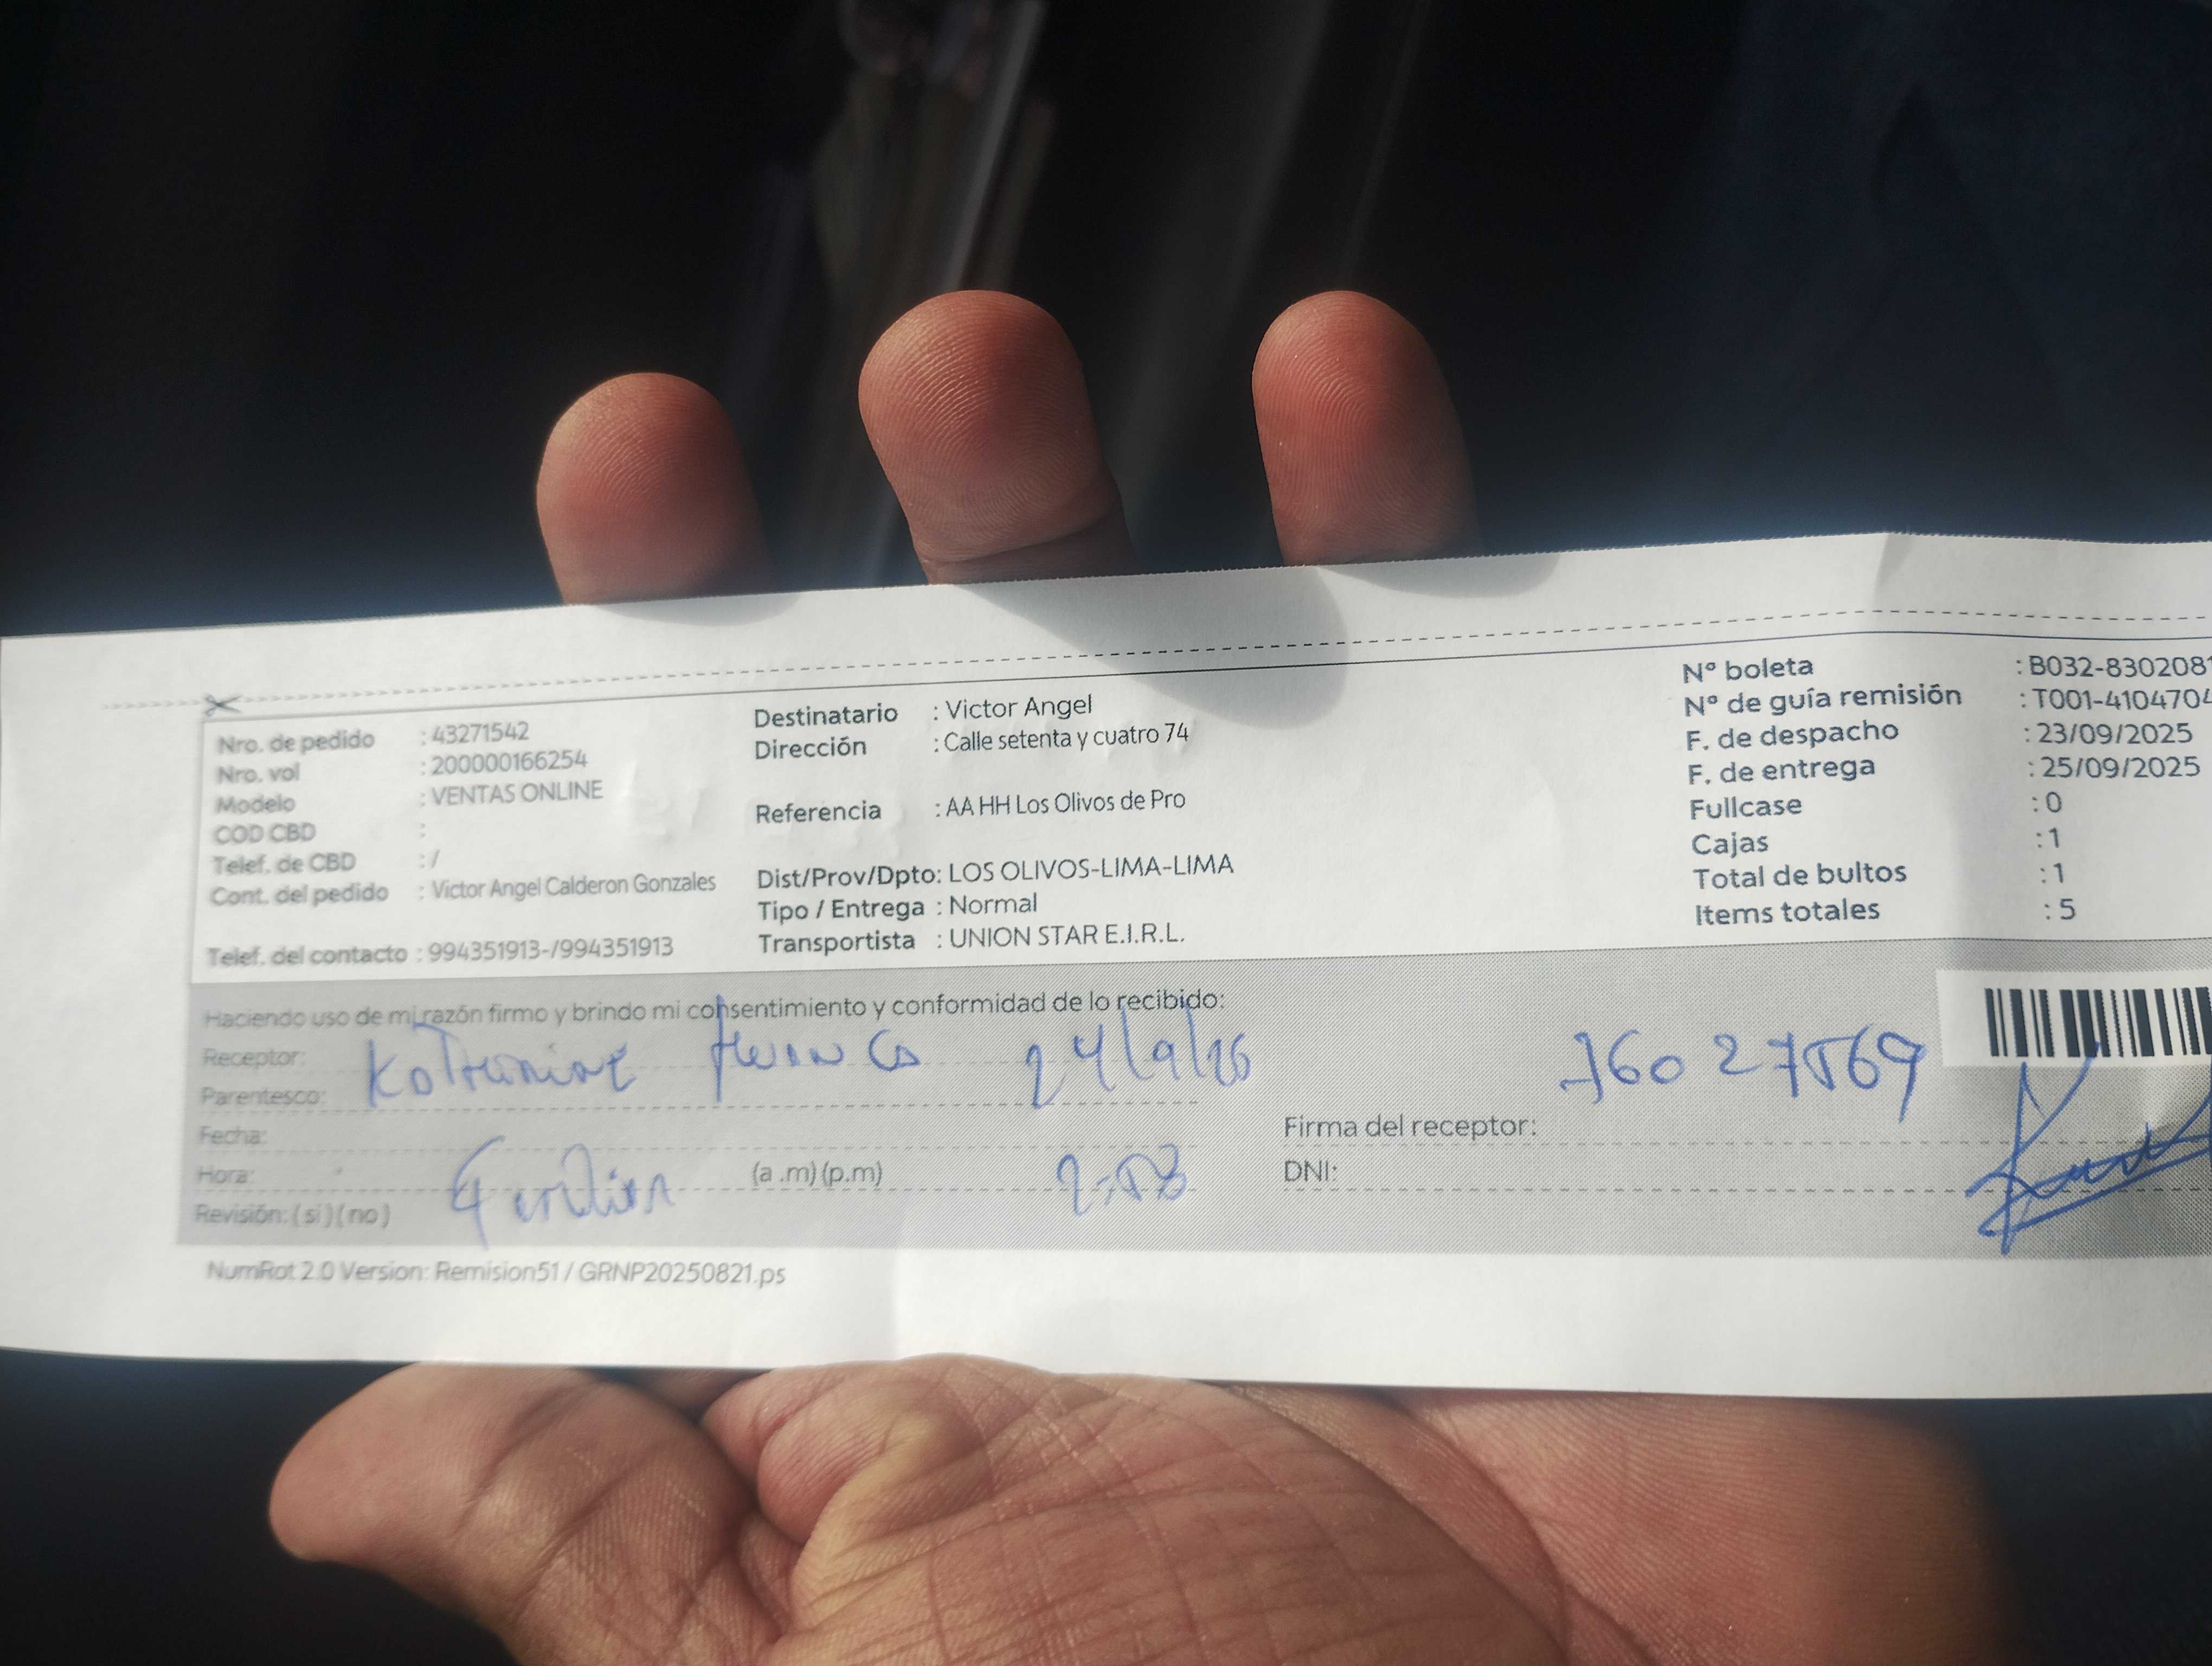 Nro. de pedido : 43271542
Nro. vol : 200000166254
Modelo : VENTAS ONLINE
COD CBD :
Telef. de CBD : /
Cont. del pedido : Victor Angel Calderon Gonzales
Telef. del contacto : 994351913-/994351913
Destinatario : Victor Angel
Dirección : Calle setenta y cuatro 74
Referencia : AA HH Los Olivos de Pro
Dist/Prov/Dpto: LOS OLIVOS-LIMA-LIMA
Tipo / Entrega : Normal
Transportista : UNION STAR E.I.R.L.
Nº boleta : B032-8302081
Nº de guía remisión : T001-4104704
F. de despacho : 23/09/2025
F. de entrega : 25/09/2025
Fullcase : 0
Cajas : 1
Total de bultos : 1
Items totales : 5
Haciendo uso de mi razón firmo y brindo mi consentimiento y conformidad de lo recibido:
Receptor:
Parentesco:
Fecha:
Hora: (a .m) (p.m)
Revisión: ( si ) ( no )
24/9/
76027569
Firma del receptor:
DNI:
NumRot 2.0 Version: Remision51 / GRNP20250821.ps